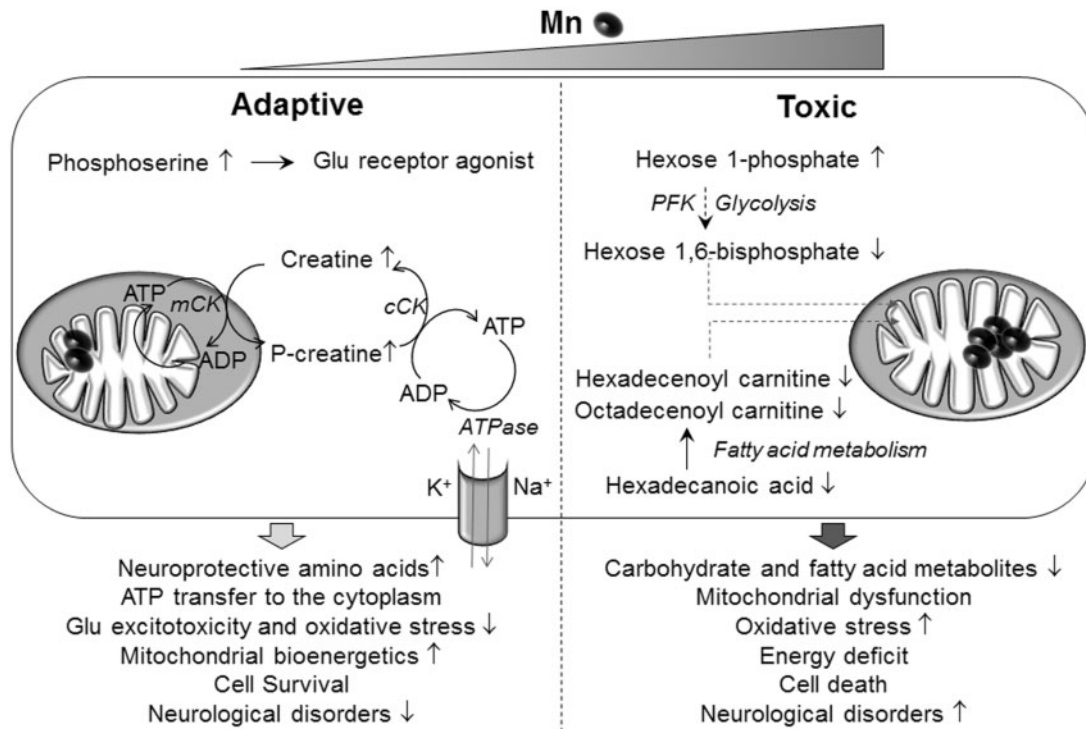 Mn
Adaptive
Phosphoserine ↑ → Glu receptor agonist
Creatine ↑
ATP
mCK
ADP
P-creatine ↑
cCK
ATP
ADP
ATPase
K⁺
Na⁺
Neuroprotective amino acids↑
ATP transfer to the cytoplasm
Glu excitotoxicity and oxidative stress ↓
Mitochondrial bioenergetics ↑
Cell Survival
Neurological disorders ↓
Toxic
Hexose 1-phosphate ↑
PFK Glycolysis
Hexose 1,6-bisphosphate ↓
Hexadecenoyl carnitine ↓
Octadecenoyl carnitine ↓
Fatty acid metabolism
Hexadecanoic acid ↓
Carbohydrate and fatty acid metabolites ↓
Mitochondrial dysfunction
Oxidative stress ↑
Energy deficit
Cell death
Neurological disorders ↑